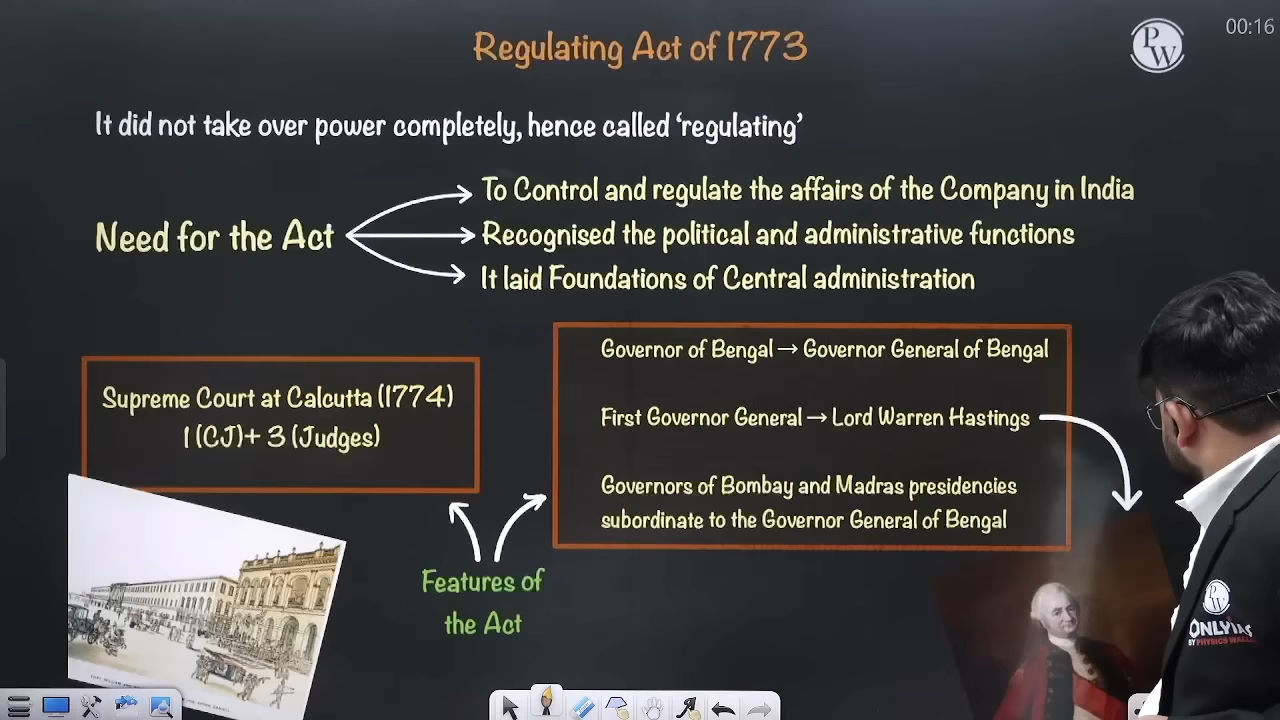 Regulating Act of 1773
PW
00:16
It did not take over power completely, hence called 'regulating'
Need for the Act
To Control and regulate the affairs of the Company in India
Recognised the political and administrative functions
It laid Foundations of Central administration
Supreme Court at Calcutta (1774)
1 (CJ)+ 3 (Judges)
Governor of Bengal → Governor General of Bengal
First Governor General → Lord Warren Hastings
Governors of Bombay and Madras presidencies
subordinate to the Governor General of Bengal
Features of
the Act
PW
ONLYIAS
BY PHYSICS WALLAH